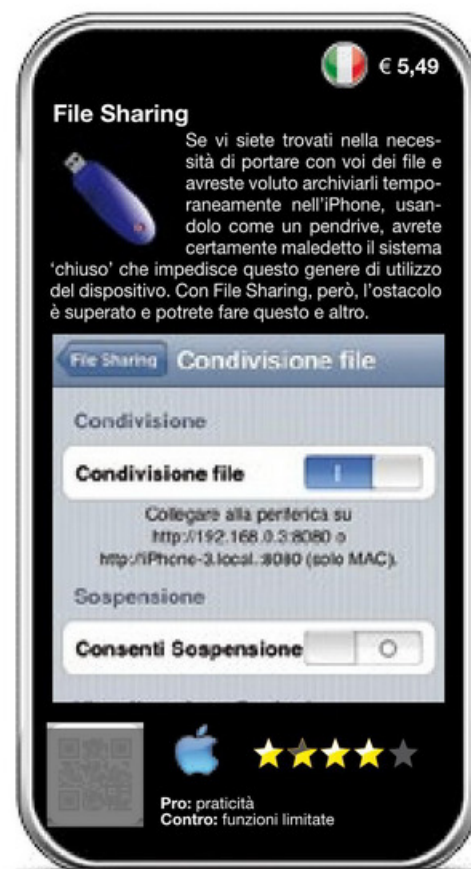 € 5,49
File Sharing
Se vi siete trovati nella neces-
sità di portare con voi dei file e
avreste voluto archiviarli tempo-
raneamente nell'iPhone, usan-
dolo come un pendrive, avrete
certamente maledetto il sistema
'chiuso' che impedisce questo genere di utilizzo
del dispositivo. Con File Sharing, però, l'ostacolo
è superato e potrete fare questo e altro.
File Sharing Condivisione file
Condivisione
Condivisione file
Collegare alla periferica su
http://192.168.0.3:8080 o
http://iPhone-3.local.:8080 (solo MAC).
Sospensione
Consenti Sospensione
Pro: praticità
Contro: funzioni limitate